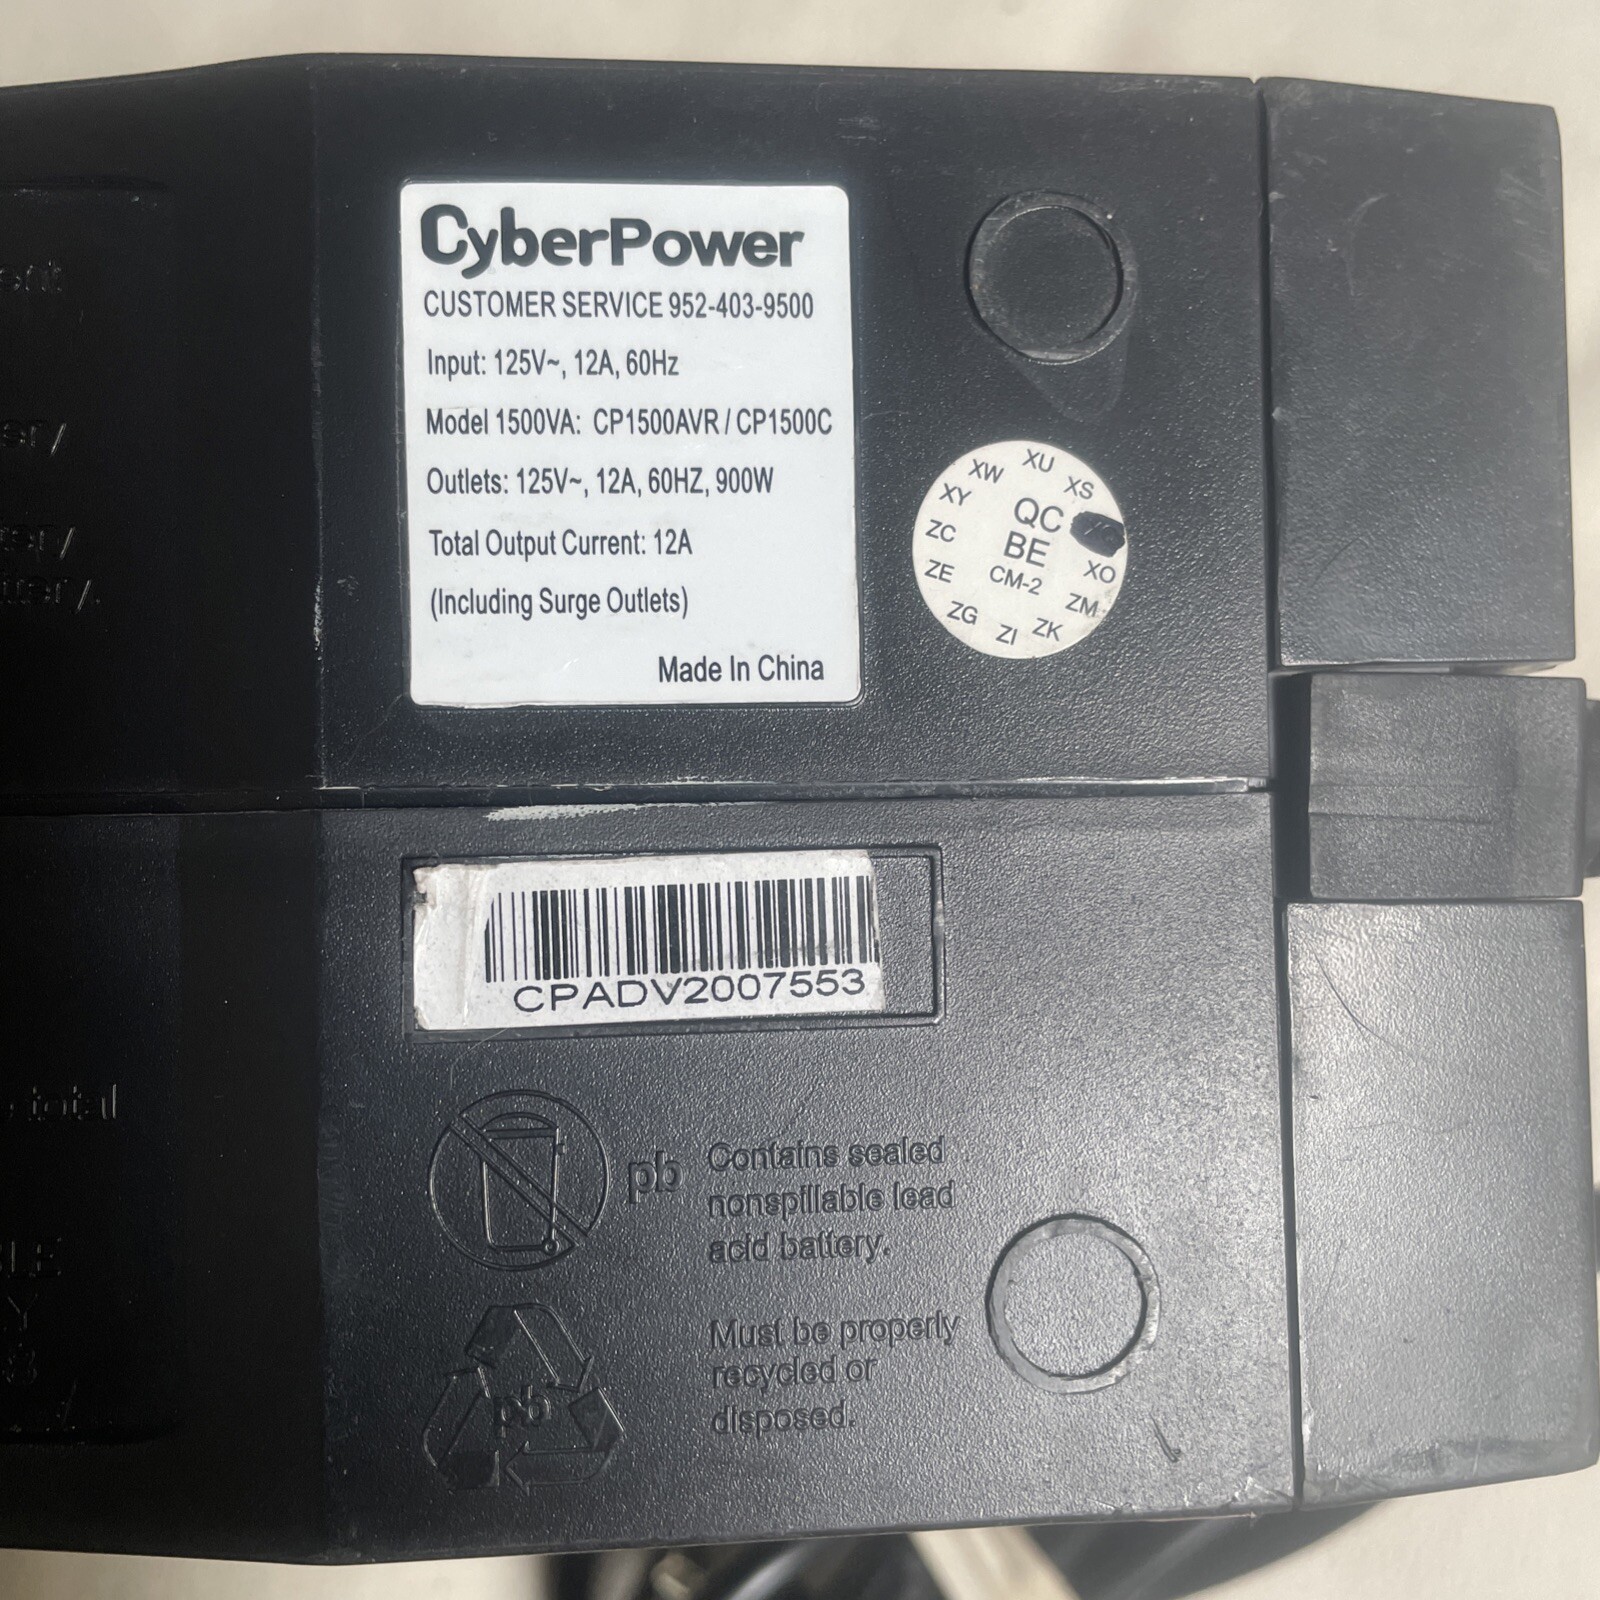 CyberPower
CUSTOMER SERVICE 952-403-9500
Input: 125V~, 12A, 60Hz
Model 1500VA: CP1500AVR / CP1500C
Outlets: 125V~, 12A, 60HZ, 900W
Total Output Current: 12A
(Including Surge Outlets)
Made In China
XU
XW
XS
XY
QC
ZC
BE
XO
ZE
CM-2
ZM
ZG
ZK
ZI
CPADV2007553
total
pb
Contains sealed
nonspillable lead
acid battery.
pb
Must be properly
recycled or
disposed.